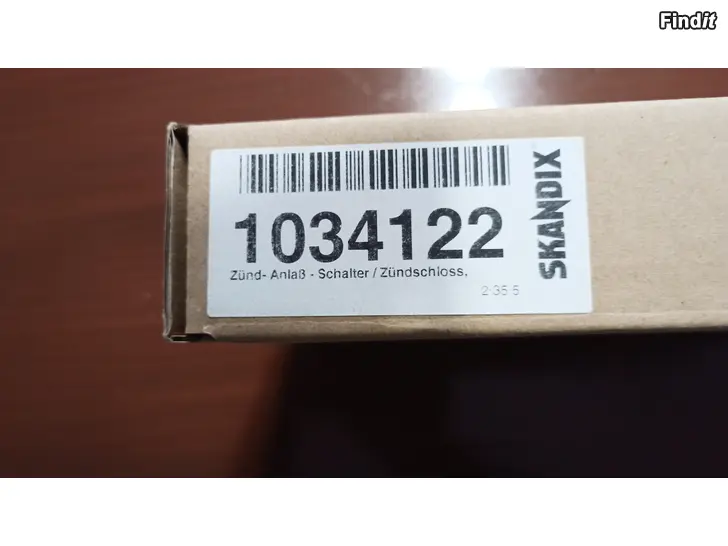 Findit
1034122
Zünd- Anlaß - Schalter / Zündschloss.
2 35 5
SKANDIX